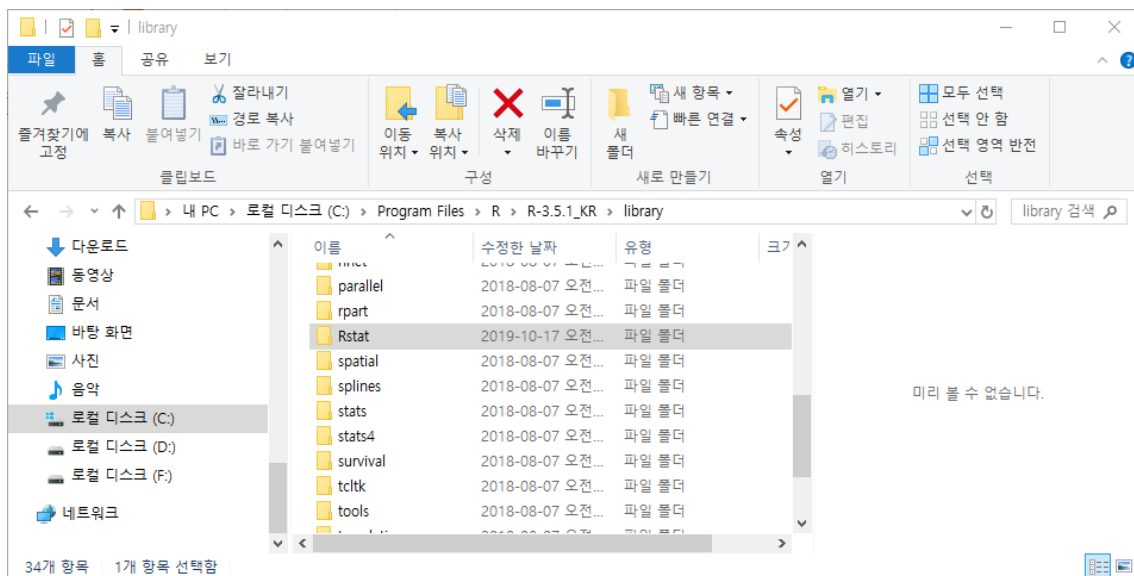 library
파일 홈 공유 보기
즐겨찾기에 고정
복사
붙여넣기
잘라내기
경로 복사
바로 가기 붙여넣기
클립보드
이동 위치
복사 위치
삭제
이름 바꾸기
구성
새 폴더
새 항목
빠른 연결
새로 만들기
속성
열기
편집
히스토리
열기
모두 선택
선택 안 함
선택 영역 반전
선택
내 PC > 로컬 디스크 (C:) > Program Files > R > R-3.5.1_KR > library
library 검색
다운로드
동영상
문서
바탕 화면
사진
음악
로컬 디스크 (C:)
로컬 디스크 (D:)
로컬 디스크 (F:)
네트워크
이름 수정한 날짜 유형 크기
parallel 2018-08-07 오전... 파일 폴더
rpart 2018-08-07 오전... 파일 폴더
Rstat 2019-10-17 오전... 파일 폴더
spatial 2018-08-07 오전... 파일 폴더
splines 2018-08-07 오전... 파일 폴더
stats 2018-08-07 오전... 파일 폴더
stats4 2018-08-07 오전... 파일 폴더
survival 2018-08-07 오전... 파일 폴더
tcltk 2018-08-07 오전... 파일 폴더
tools 2018-08-07 오전... 파일 폴더
미리 볼 수 없습니다.
34개 항목 1개 항목 선택함